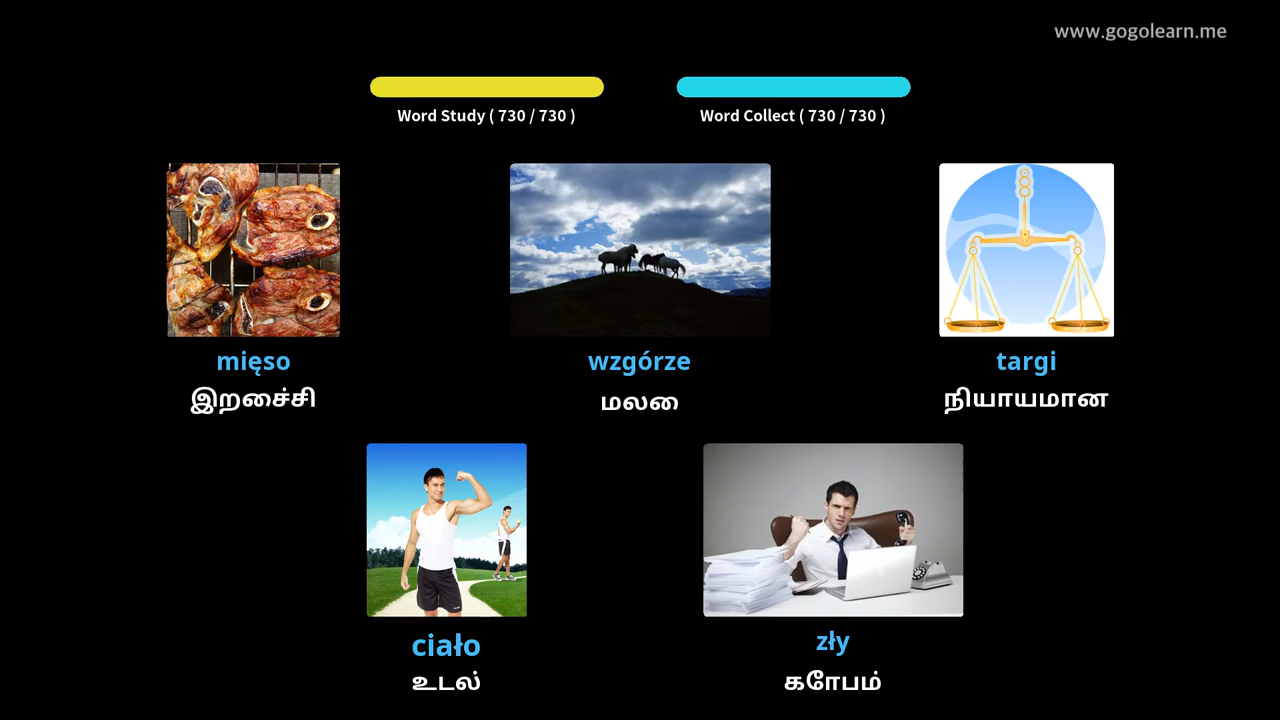 www.gogolearn.me
Word Study ( 730 / 730 )
Word Collect ( 730 / 730 )
mięso
wzgórze
targi
இறைச்சி
மலை
நியாயமான
ciało
zły
உடல்
கோபம்